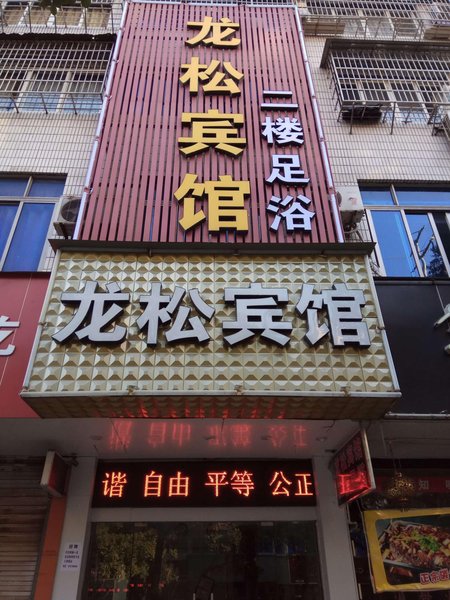 龙松宾馆
二楼足浴
龙松宾馆
谐 自由 平等 公正